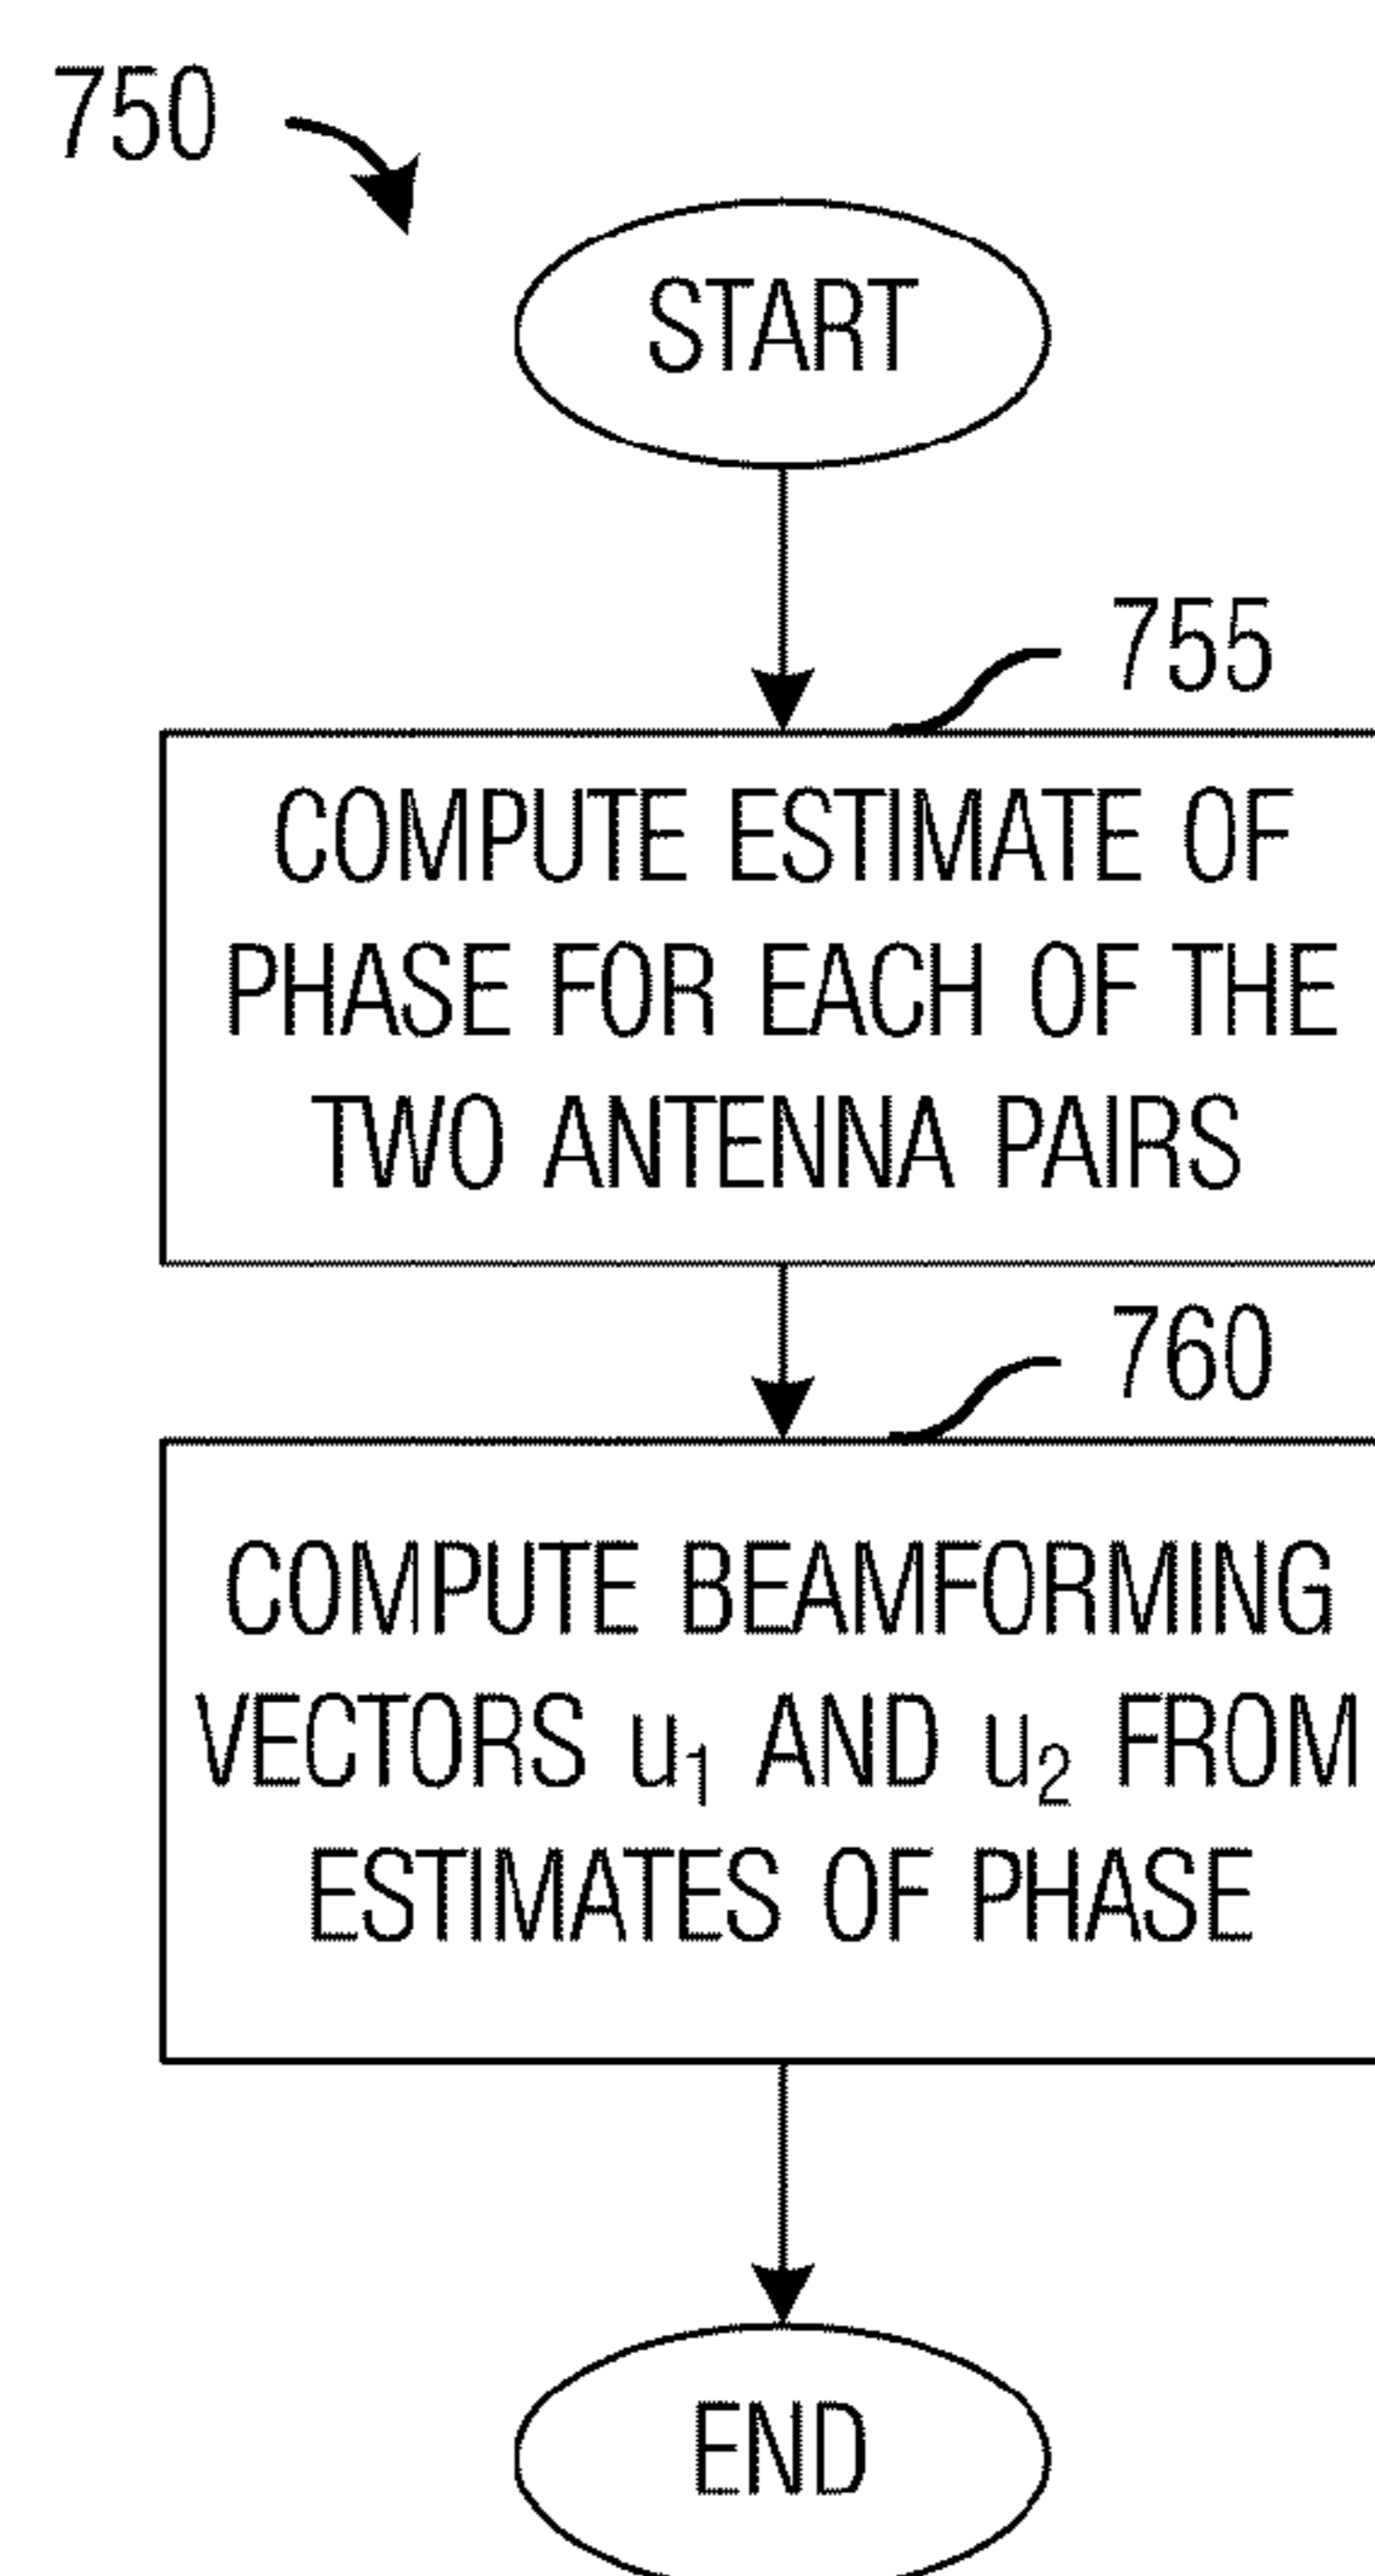 750
START
755
COMPUTE ESTIMATE OF
PHASE FOR EACH OF THE
TWO ANTENNA PAIRS
760
COMPUTE BEAMFORMING
VECTORS u₁ AND u₂ FROM
ESTIMATES OF PHASE
END